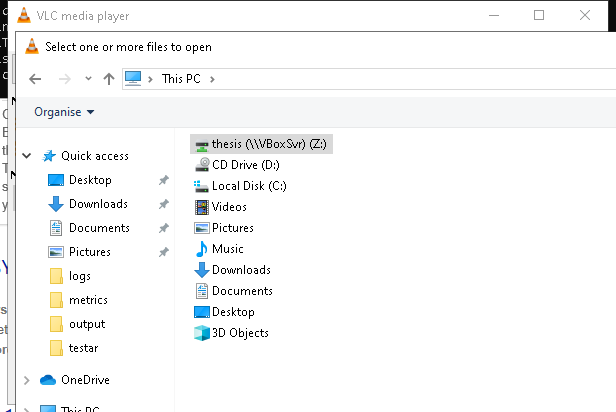 VLC media player
Select one or more files to open
This PC
Organise
Quick access
Desktop
Downloads
Documents
Pictures
logs
metrics
output
testar
OneDrive
This PC
thesis (\\VBoxSvr) (Z:)
CD Drive (D:)
Local Disk (C:)
Videos
Pictures
Music
Downloads
Documents
Desktop
3D Objects